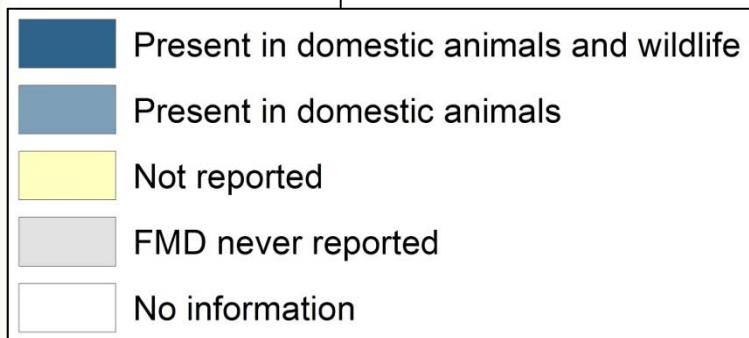 Present in domestic animals and wildlife
Present in domestic animals
Not reported
FMD never reported
No information